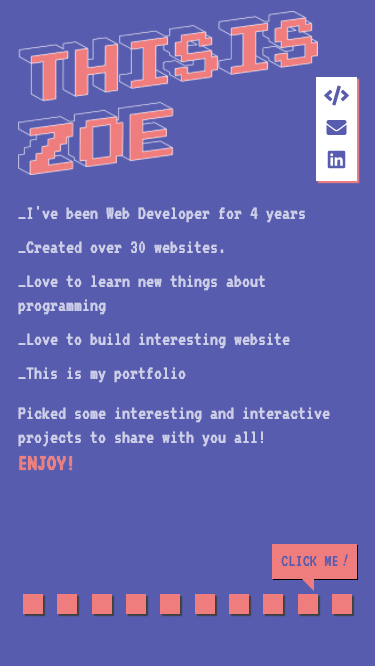 THISIS
ZOE
_I've been Web Developer for 4 years
_Created over 30 websites.
_Love to learn new things about
programming
_Love to build interesting website
_This is my portfolio
Picked some interesting and interactive
projects to share with you all!
ENJOY!
CLICK ME!